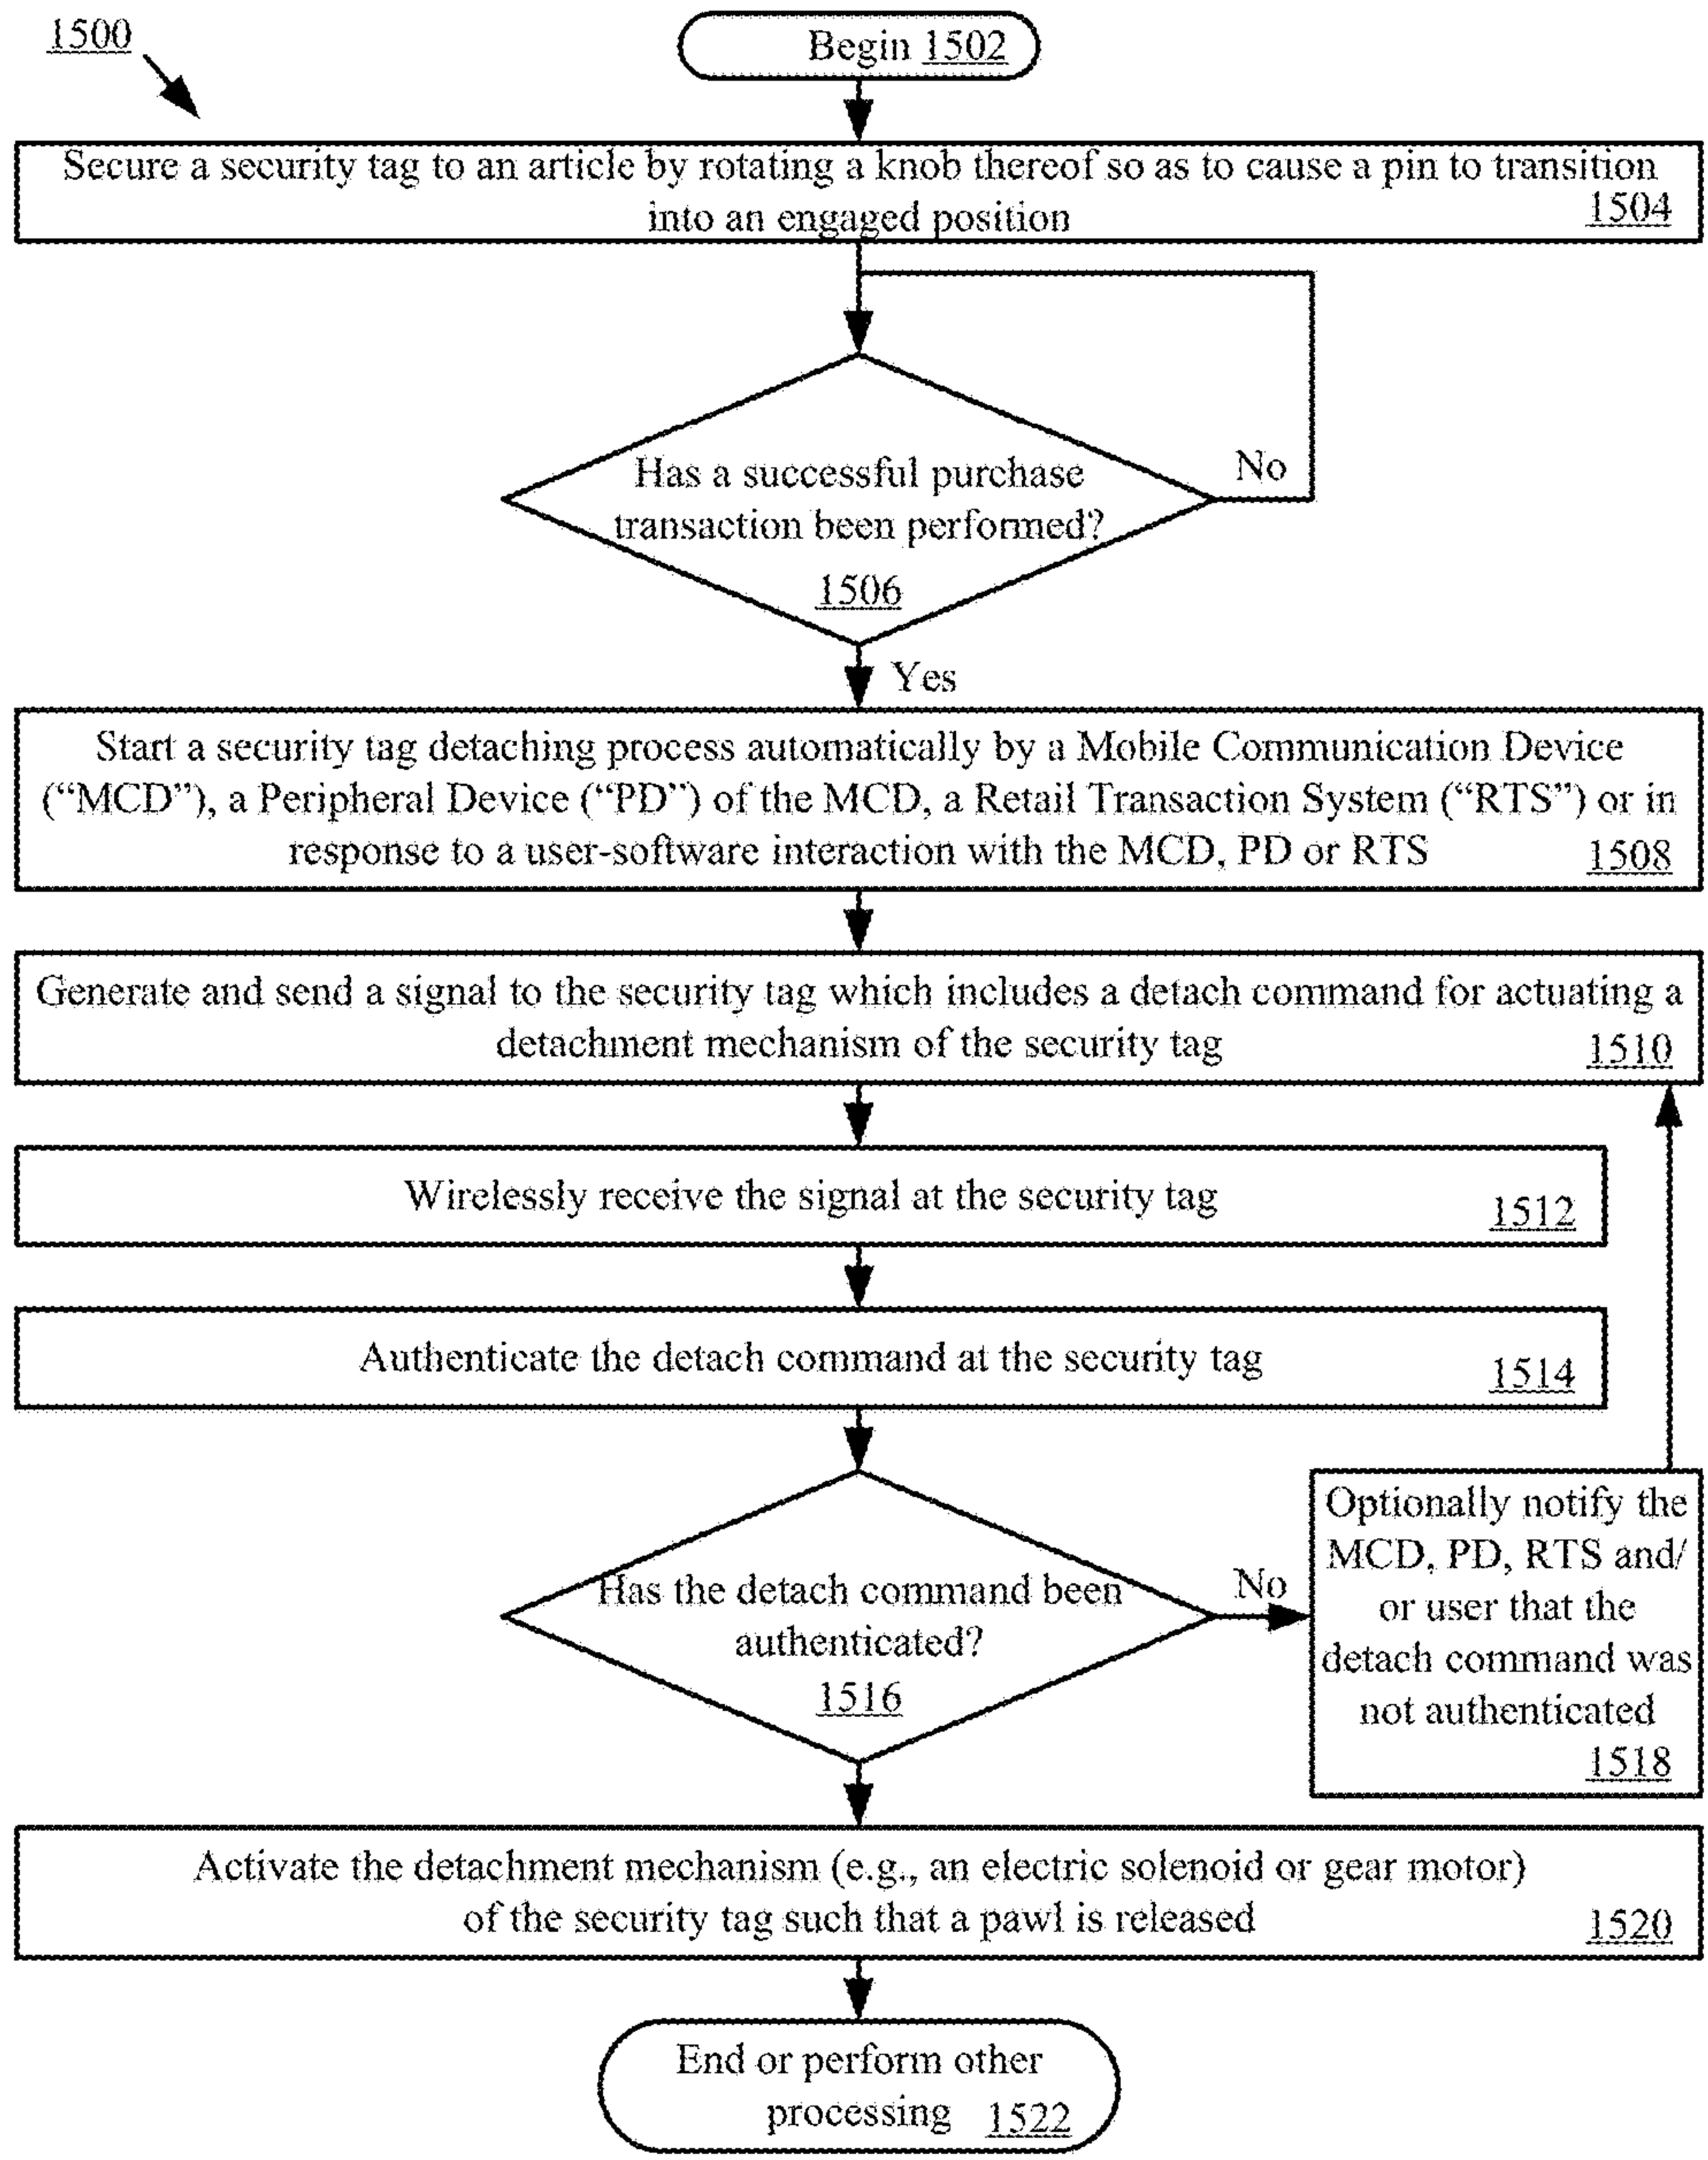 1500
Begin 1502
Secure a security tag to an article by rotating a knob thereof so as to cause a pin to transition
into an engaged position 1504
Has a successful purchase
transaction been performed?
1506
No
Yes
Start a security tag detaching process automatically by a Mobile Communication Device
(“MCD”), a Peripheral Device (“PD”) of the MCD, a Retail Transaction System (“RTS”) or in
response to a user-software interaction with the MCD, PD or RTS 1508
Generate and send a signal to the security tag which includes a detach command for actuating a
detachment mechanism of the security tag 1510
Wirelessly receive the signal at the security tag 1512
Authenticate the detach command at the security tag 1514
Has the detach command been
authenticated?
1516
No
Optionally notify the
MCD, PD, RTS and/
or user that the
detach command was
not authenticated
1518
Activate the detachment mechanism (e.g., an electric solenoid or gear motor)
of the security tag such that a pawl is released 1520
End or perform other
processing 1522